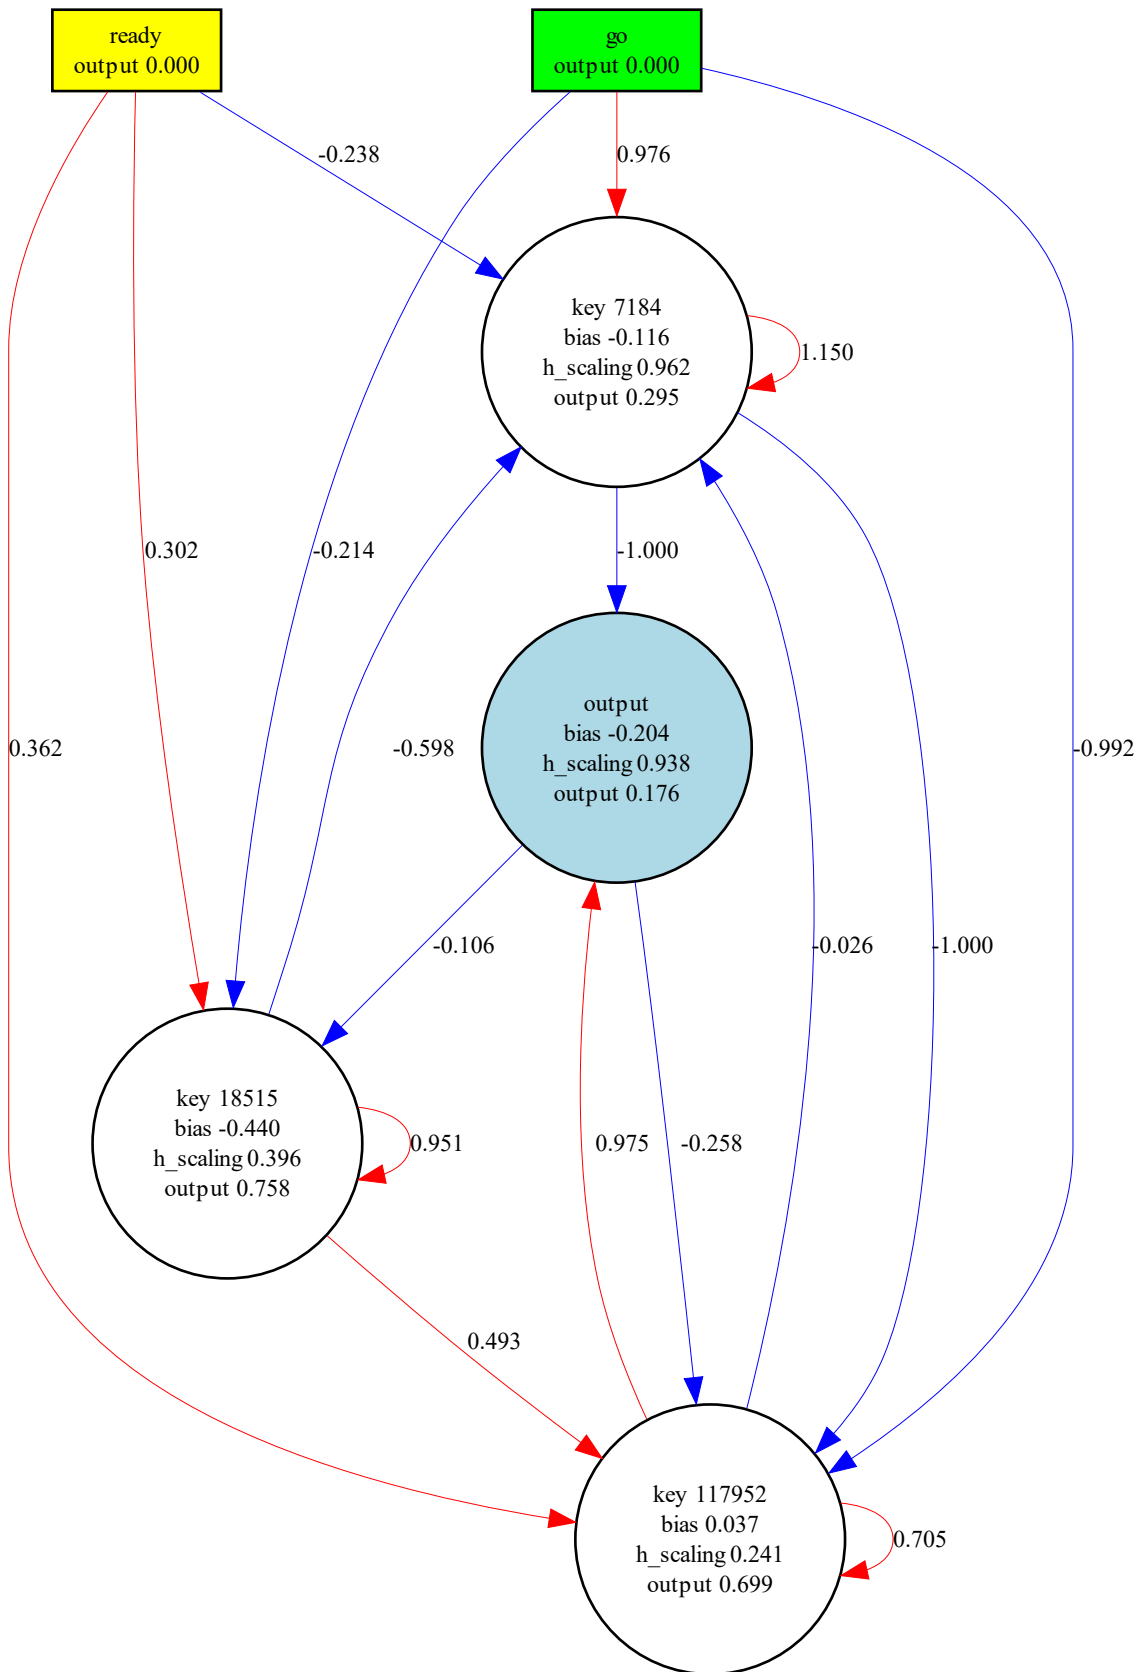 ready
output 0.000
go
output 0.000
-0.238
0.976
key 7184
bias -0.116
h_scaling 0.962
output 0.295
1.150
0.302
-0.214
-1.000
output
bias -0.204
h_scaling 0.938
output 0.176
0.362
-0.598
-0.992
-0.106
-0.026
-1.000
key 18515
bias -0.440
h_scaling 0.396
output 0.758
0.951
0.975
-0.258
0.493
key 117952
bias 0.037
h_scaling 0.241
output 0.699
0.705